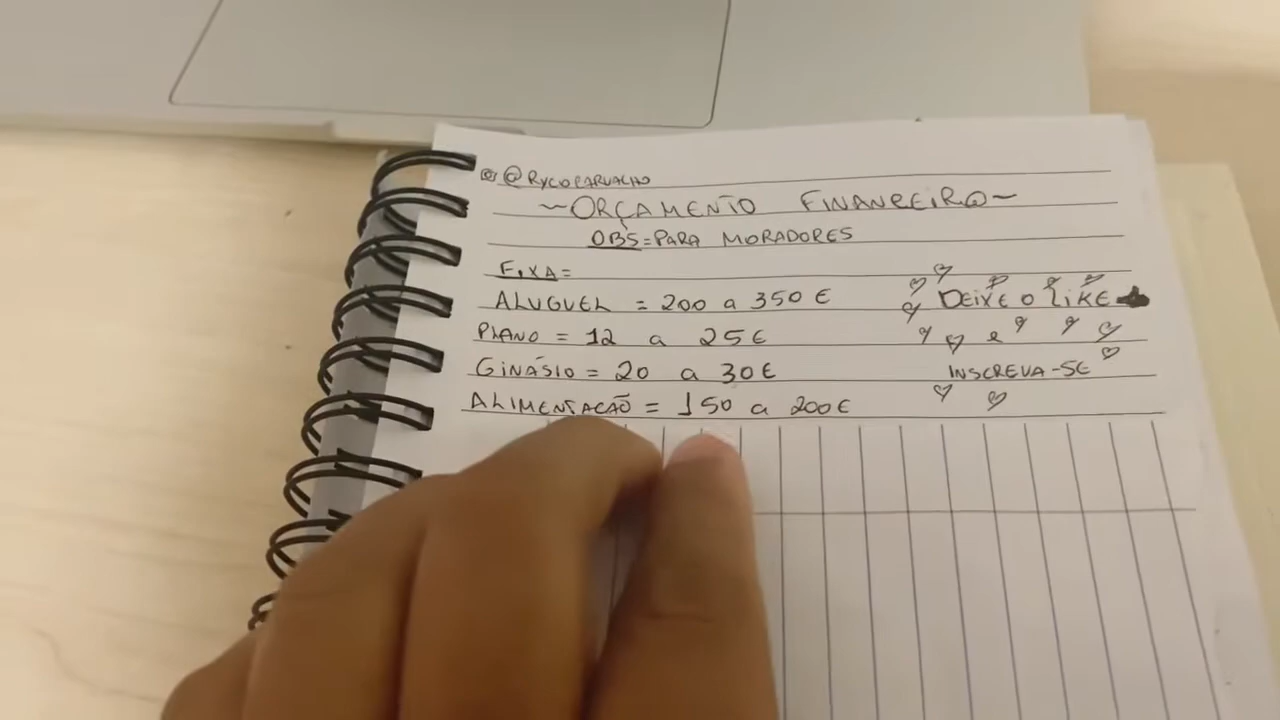 @RYCOCARVALHO
~ORÇAMENTO FINANCEIRO~
OBS=PARA MORADORES
FIXA=
ALUGUEL = 200 a 350 €
DEIXE O LIKE
PLANO = 12 a 25€
e
GINÁSIO = 20 a 30€
INSCREVA-SE
ALIMENTAÇÃO = 150 a 200€